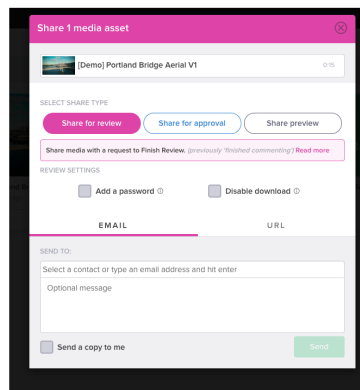 Share 1 media asset
[Demo] Portland Bridge Aerial V1
0:15
SELECT SHARE TYPE
Share for review
Share for approval
Share preview
Share media with a request to Finish Review. (previously 'finished commenting') Read more
REVIEW SETTINGS
Add a password
Disable download
EMAIL
URL
SEND TO:
Select a contact or type an email address and hit enter
Optional message
Send a copy to me
Send